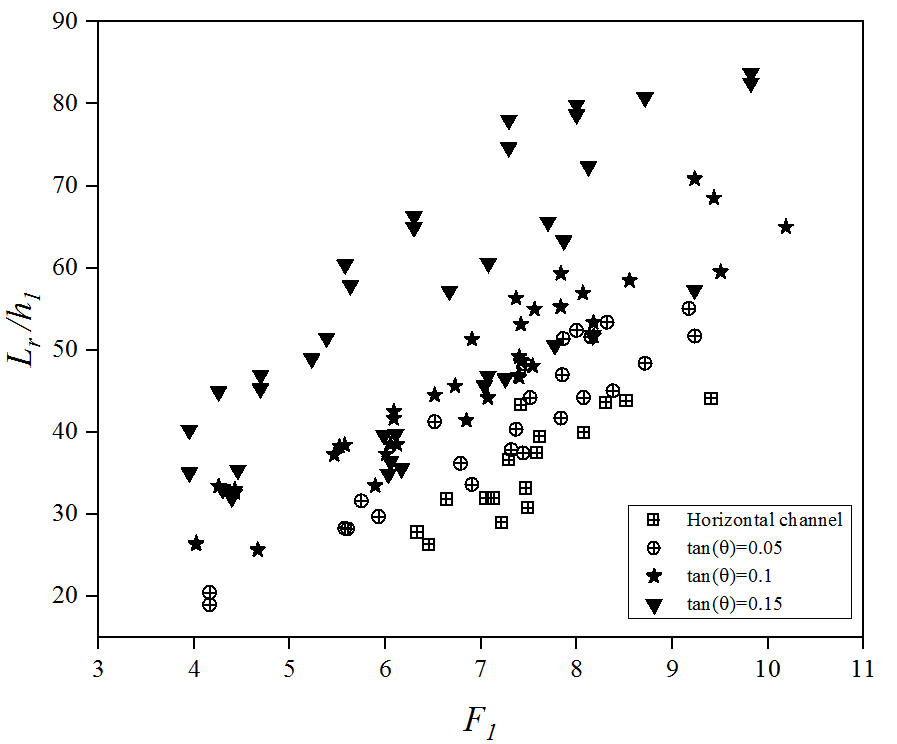 90
80
70
60
50
40
30
20
L_r/h_1
Horizontal channel
tan(θ)=0.05
tan(θ)=0.1
tan(θ)=0.15
3 4 5 6 7 8 9 10 11
F_1